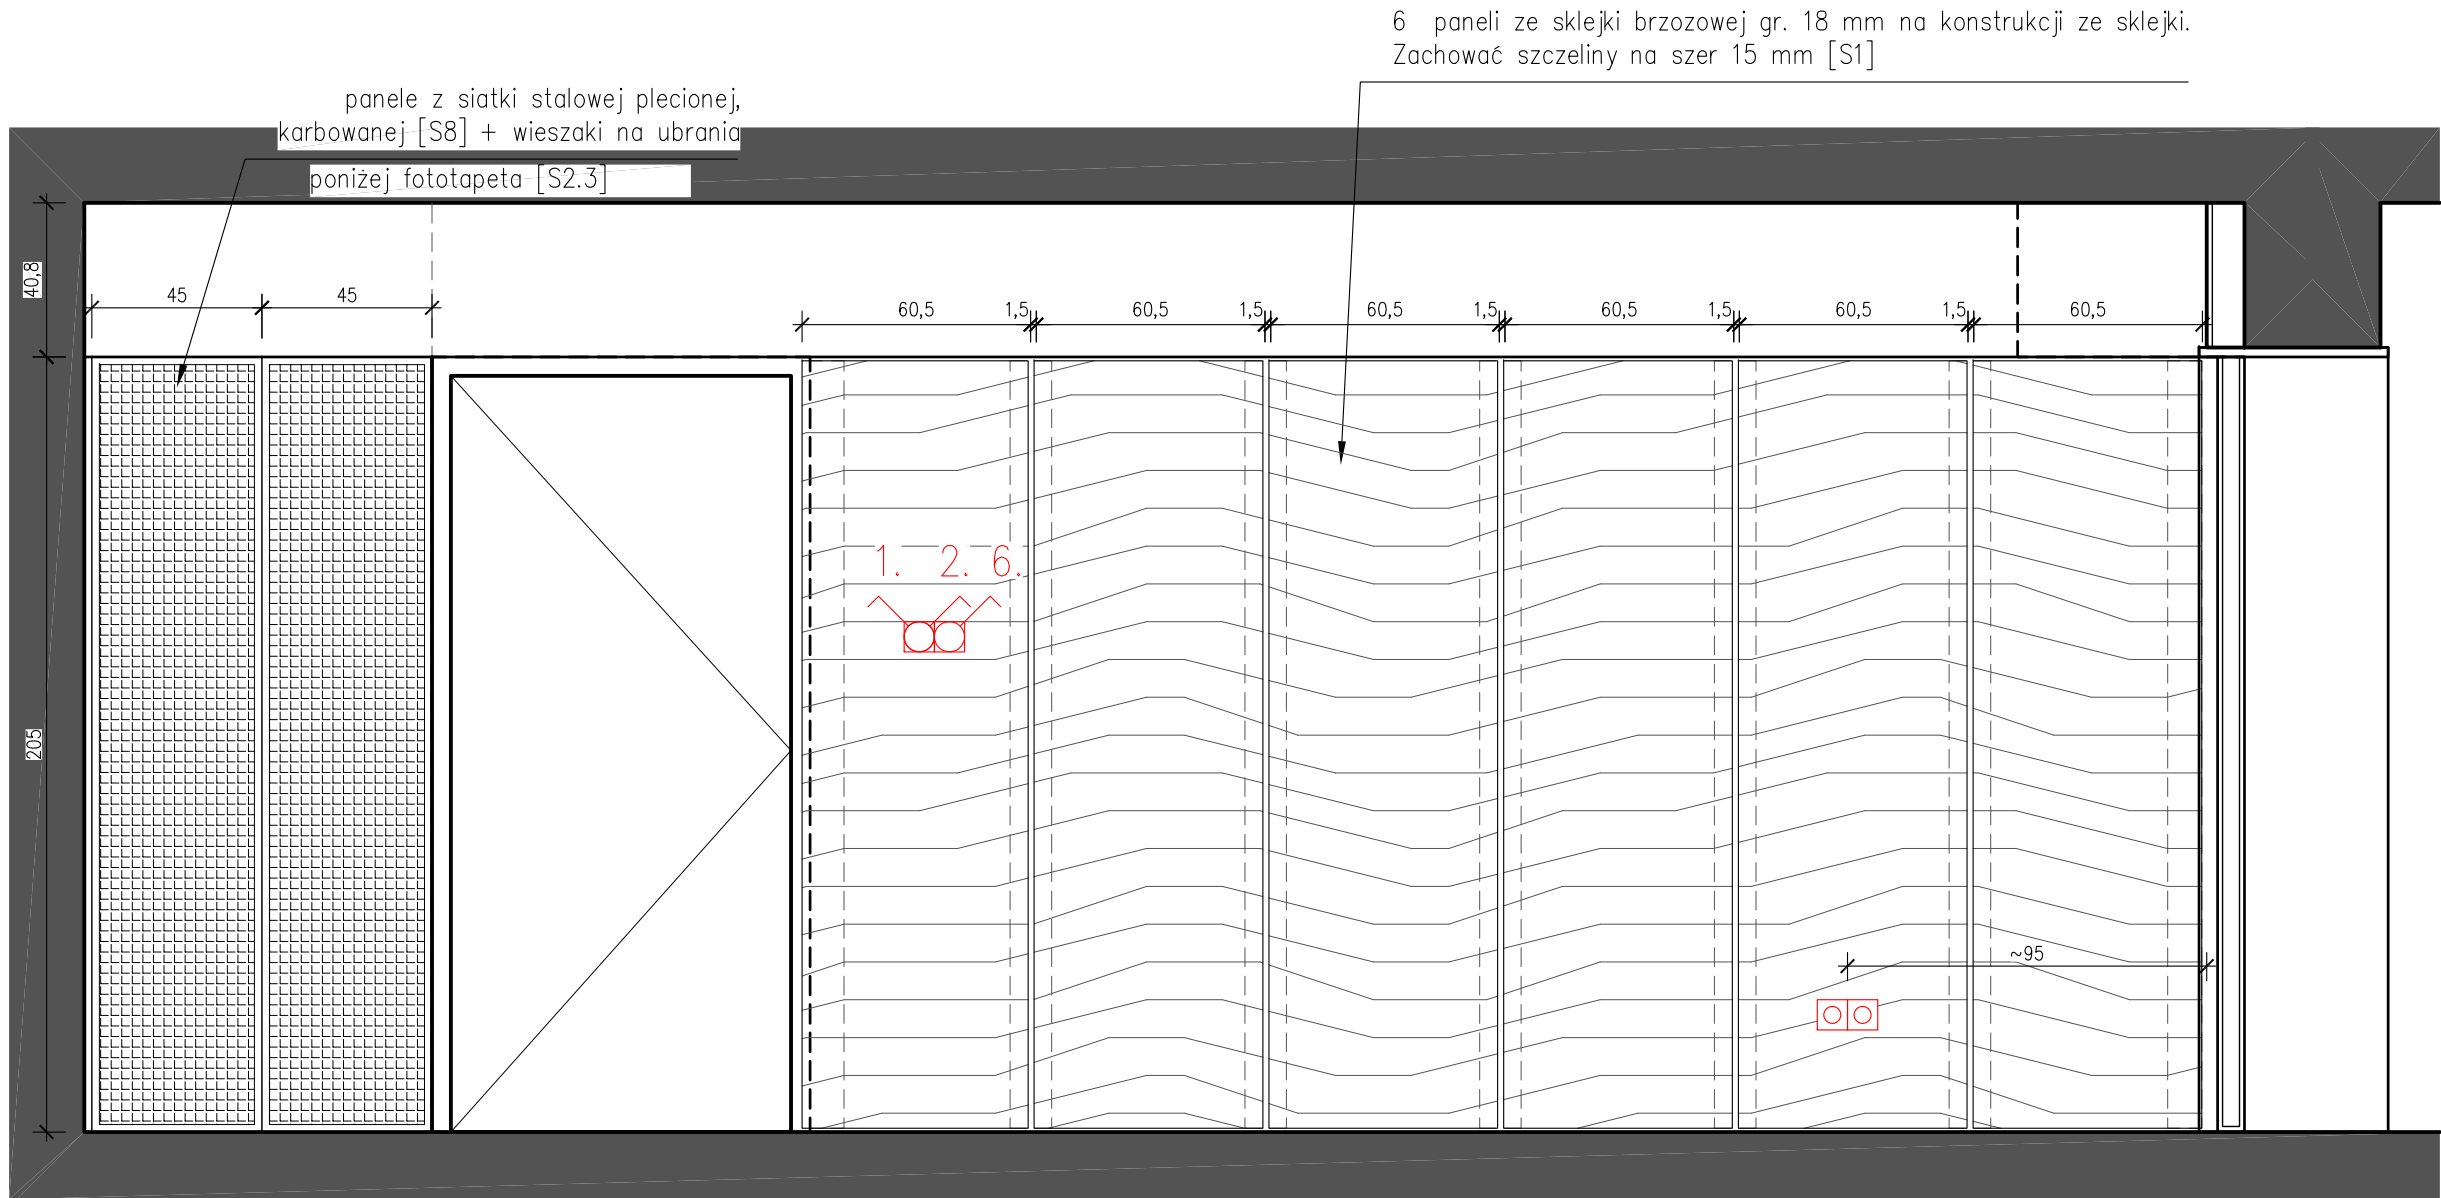 6 paneli ze sklejki brzozowej gr. 18 mm na konstrukcji ze sklejki.
Zachować szczeliny na szer 15 mm [S1]
panele z siatki stalowej plecionej,
karbowanej [S8] + wieszaki na ubrania
poniżej fototapeta [S2.3]
40,8
45
45
60,5
1,5
60,5
1,5
60,5
1,5
60,5
1,5
60,5
1,5
60,5
1. 2. 6.
205
~95